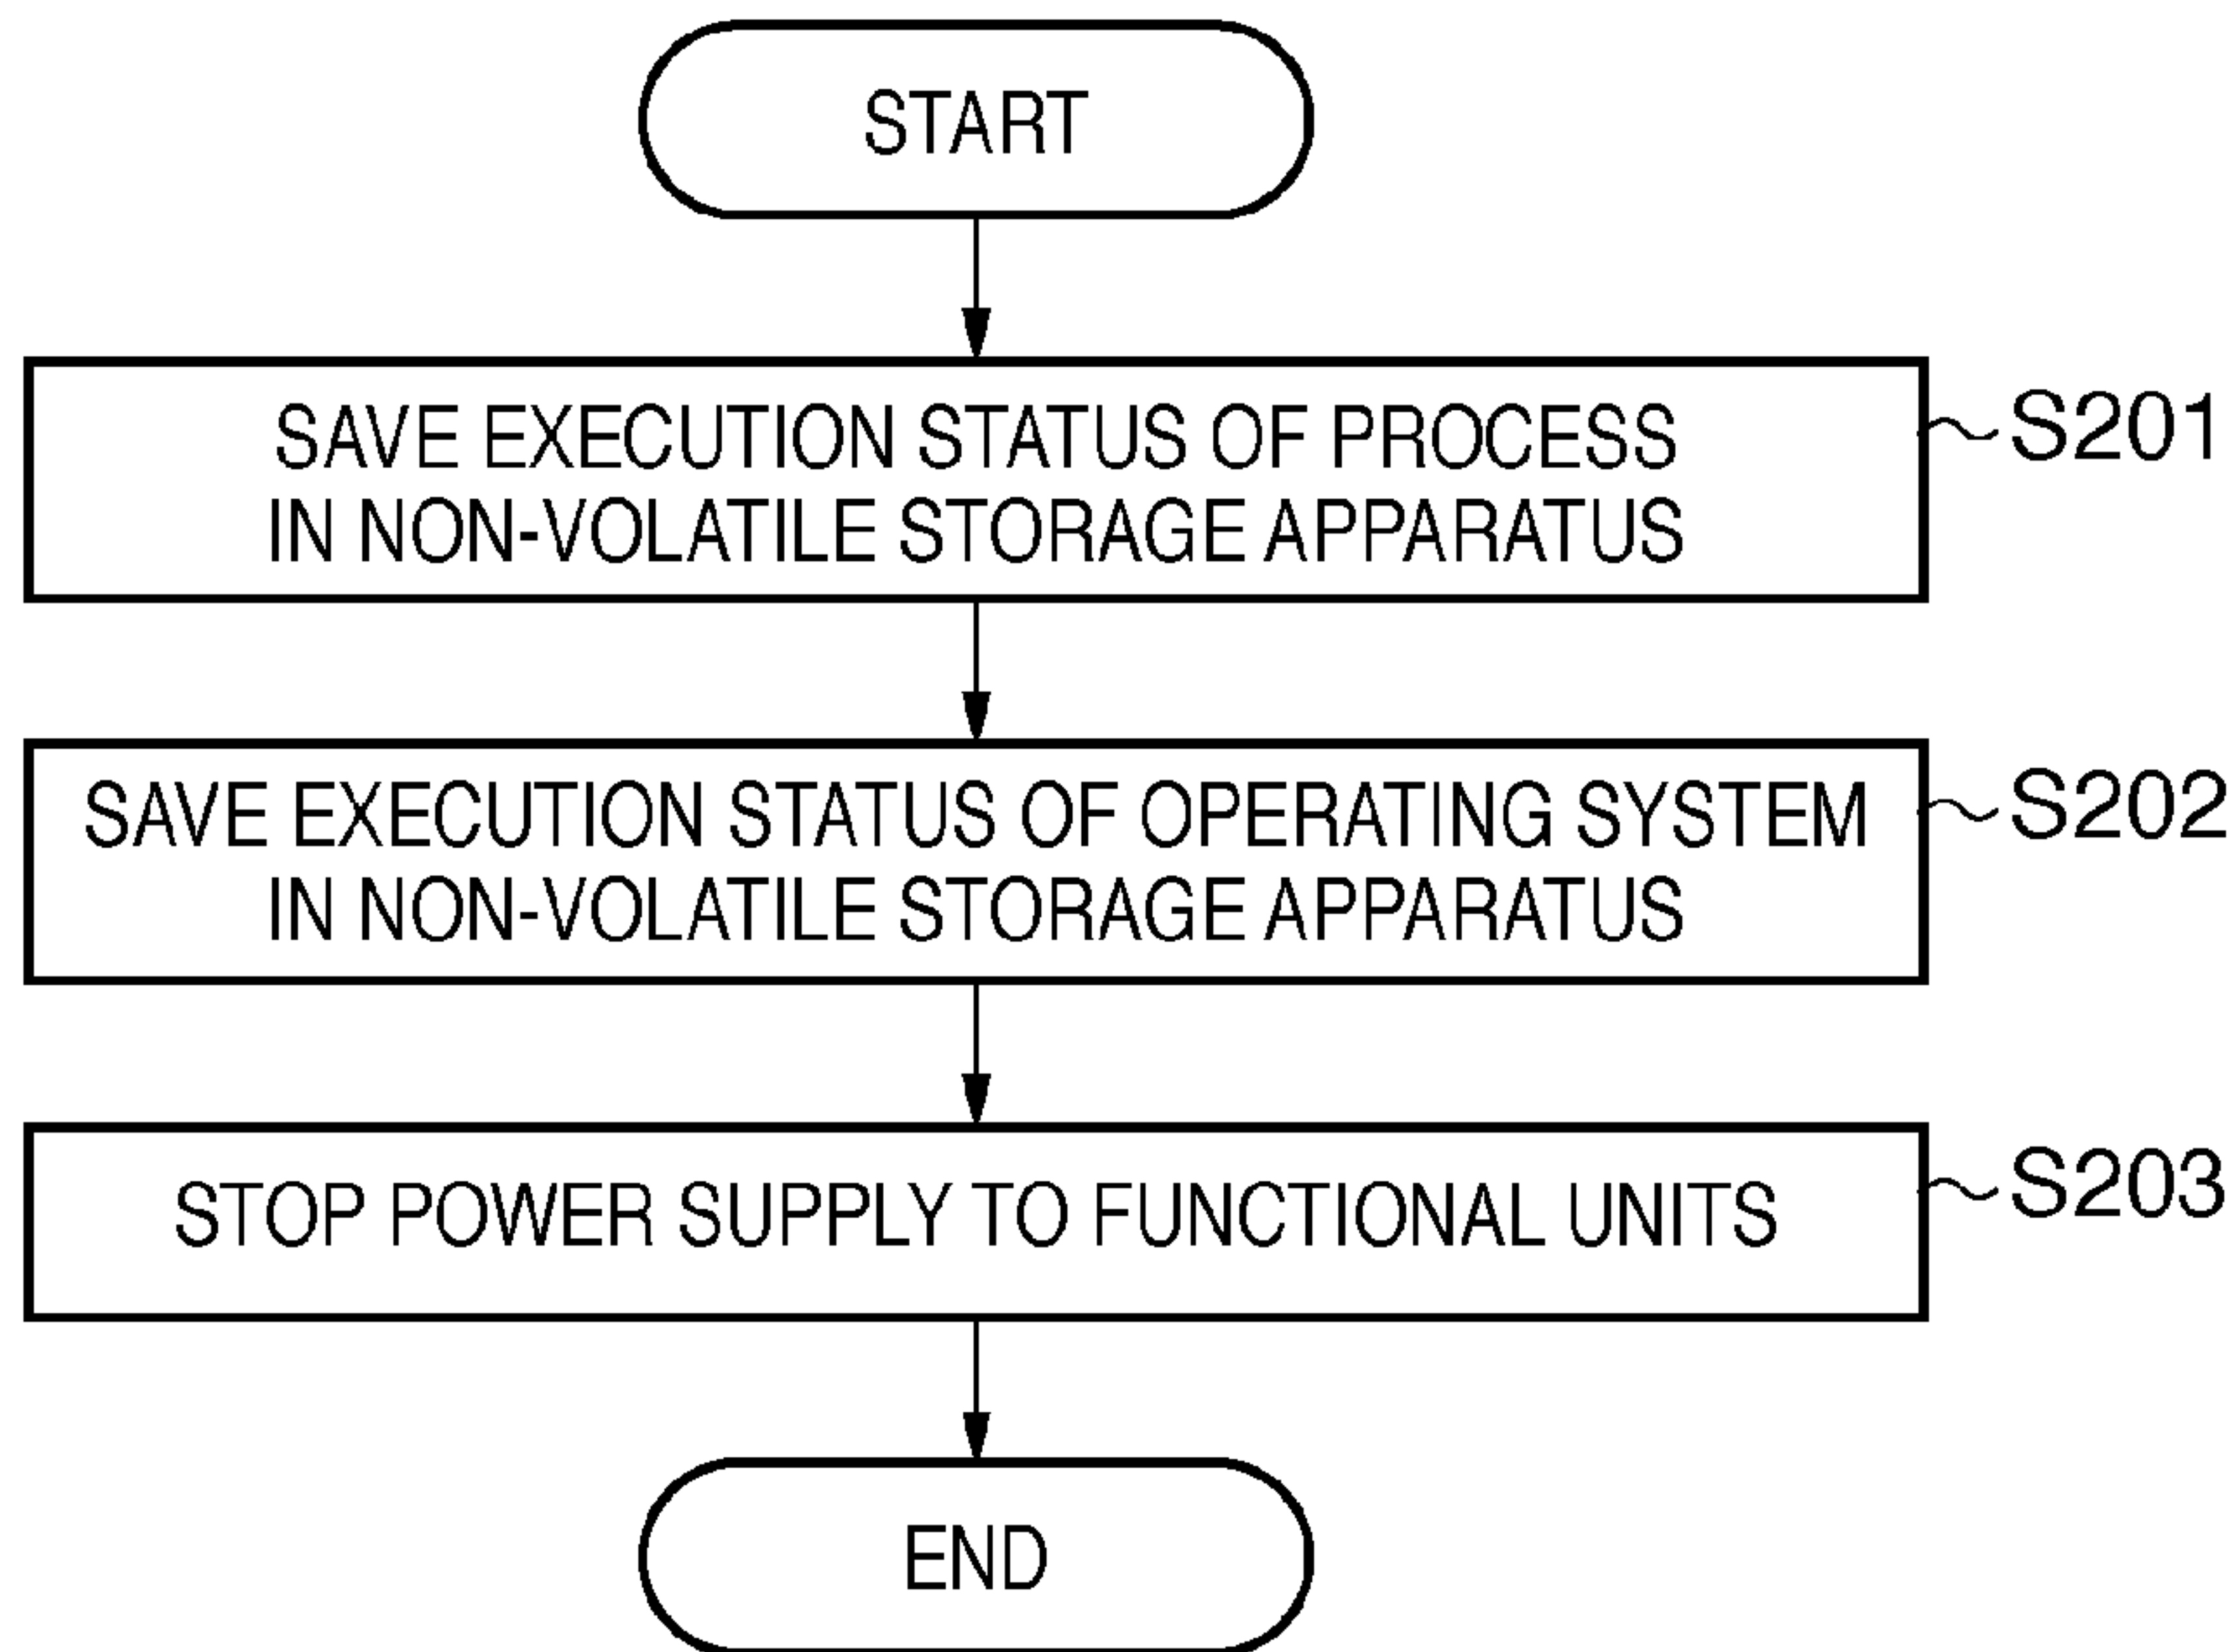 START
SAVE EXECUTION STATUS OF PROCESS
IN NON-VOLATILE STORAGE APPARATUS
S201
SAVE EXECUTION STATUS OF OPERATING SYSTEM
IN NON-VOLATILE STORAGE APPARATUS
S202
STOP POWER SUPPLY TO FUNCTIONAL UNITS
S203
END